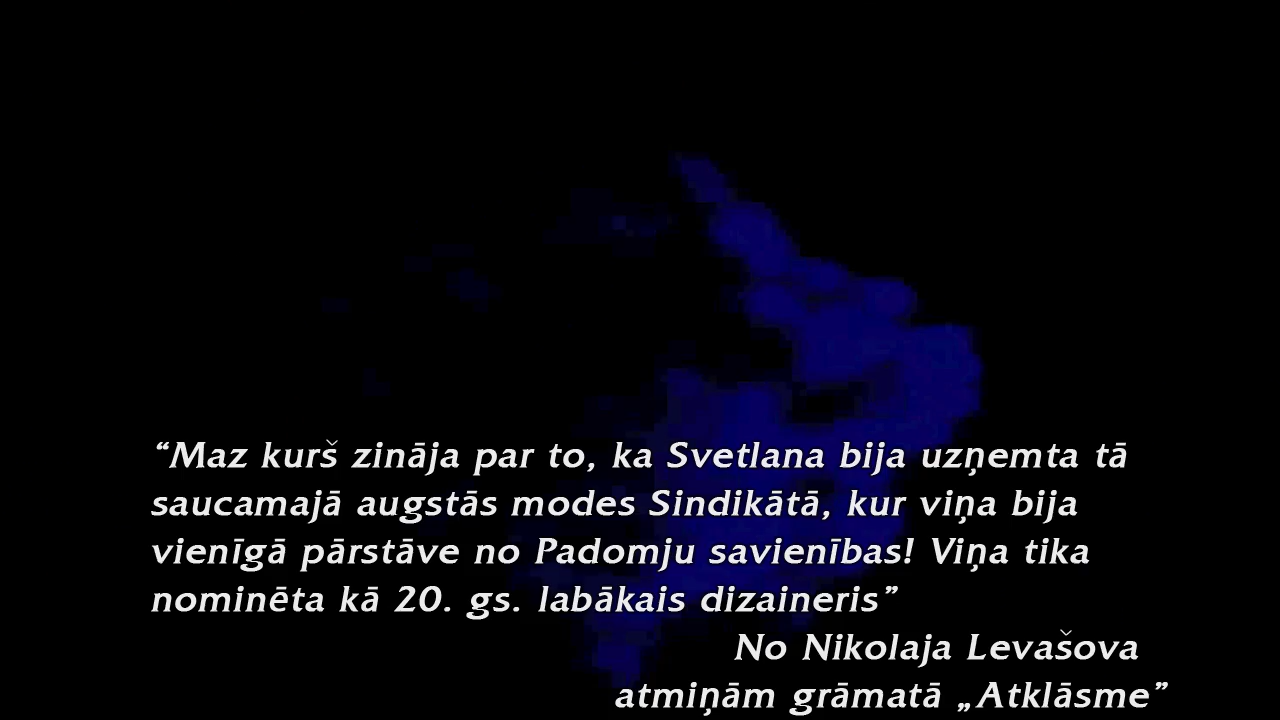 “Maz kurš zināja par to, ka Svetlana bija uzņemta tā
saucamajā augstās modes Sindikātā, kur viņa bija
vienīgā pārstāve no Padomju savienības! Viņa tika
nominēta kā 20. gs. labākais dizaineris”
No Nikolaja Levašova
atmiņām grāmatā „Atklāsme”